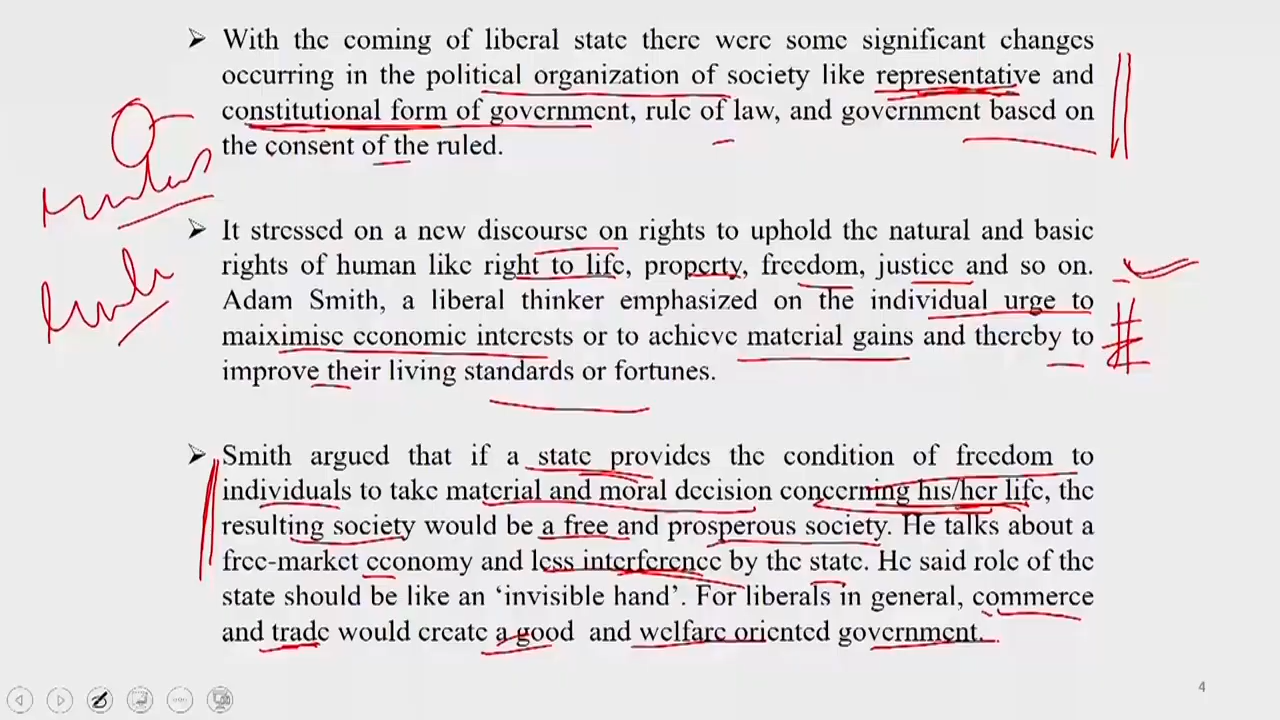 ➢ With the coming of liberal state there were some significant changes
occurring in the political organization of society like representative and
constitutional form of government, rule of law, and government based on
the consent of the ruled.
➢ It stressed on a new discourse on rights to uphold the natural and basic
rights of human like right to life, property, freedom, justice and so on.
Adam Smith, a liberal thinker emphasized on the individual urge to
maiximise economic interests or to achieve material gains and thereby to
improve their living standards or fortunes.
➢ Smith argued that if a state provides the condition of freedom to
individuals to take material and moral decision concerning his/her life, the
resulting society would be a free and prosperous society. He talks about a
free-market economy and less interference by the state. He said role of the
state should be like an ‘invisible hand’. For liberals in general, commerce
and trade would create a good and welfare oriented government.
4